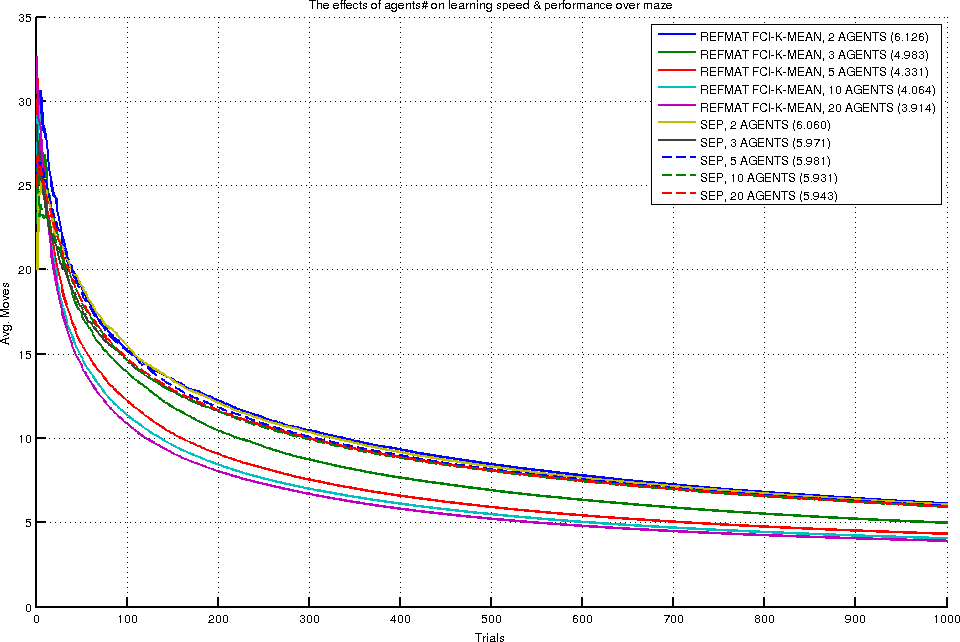 The effects of agents# on learning speed & performance over maze
35
30
25
20
15
10
5
0
Avg. Moves
REFMAT FCI-K-MEAN, 2 AGENTS (6.126)
REFMAT FCI-K-MEAN, 3 AGENTS (4.983)
REFMAT FCI-K-MEAN, 5 AGENTS (4.331)
REFMAT FCI-K-MEAN, 10 AGENTS (4.064)
REFMAT FCI-K-MEAN, 20 AGENTS (3.914)
SEP, 2 AGENTS (6.060)
SEP, 3 AGENTS (5.971)
SEP, 5 AGENTS (5.981)
SEP, 10 AGENTS (5.931)
SEP, 20 AGENTS (5.943)
0 100 200 300 400 500 600 700 800 900 1000
Trials